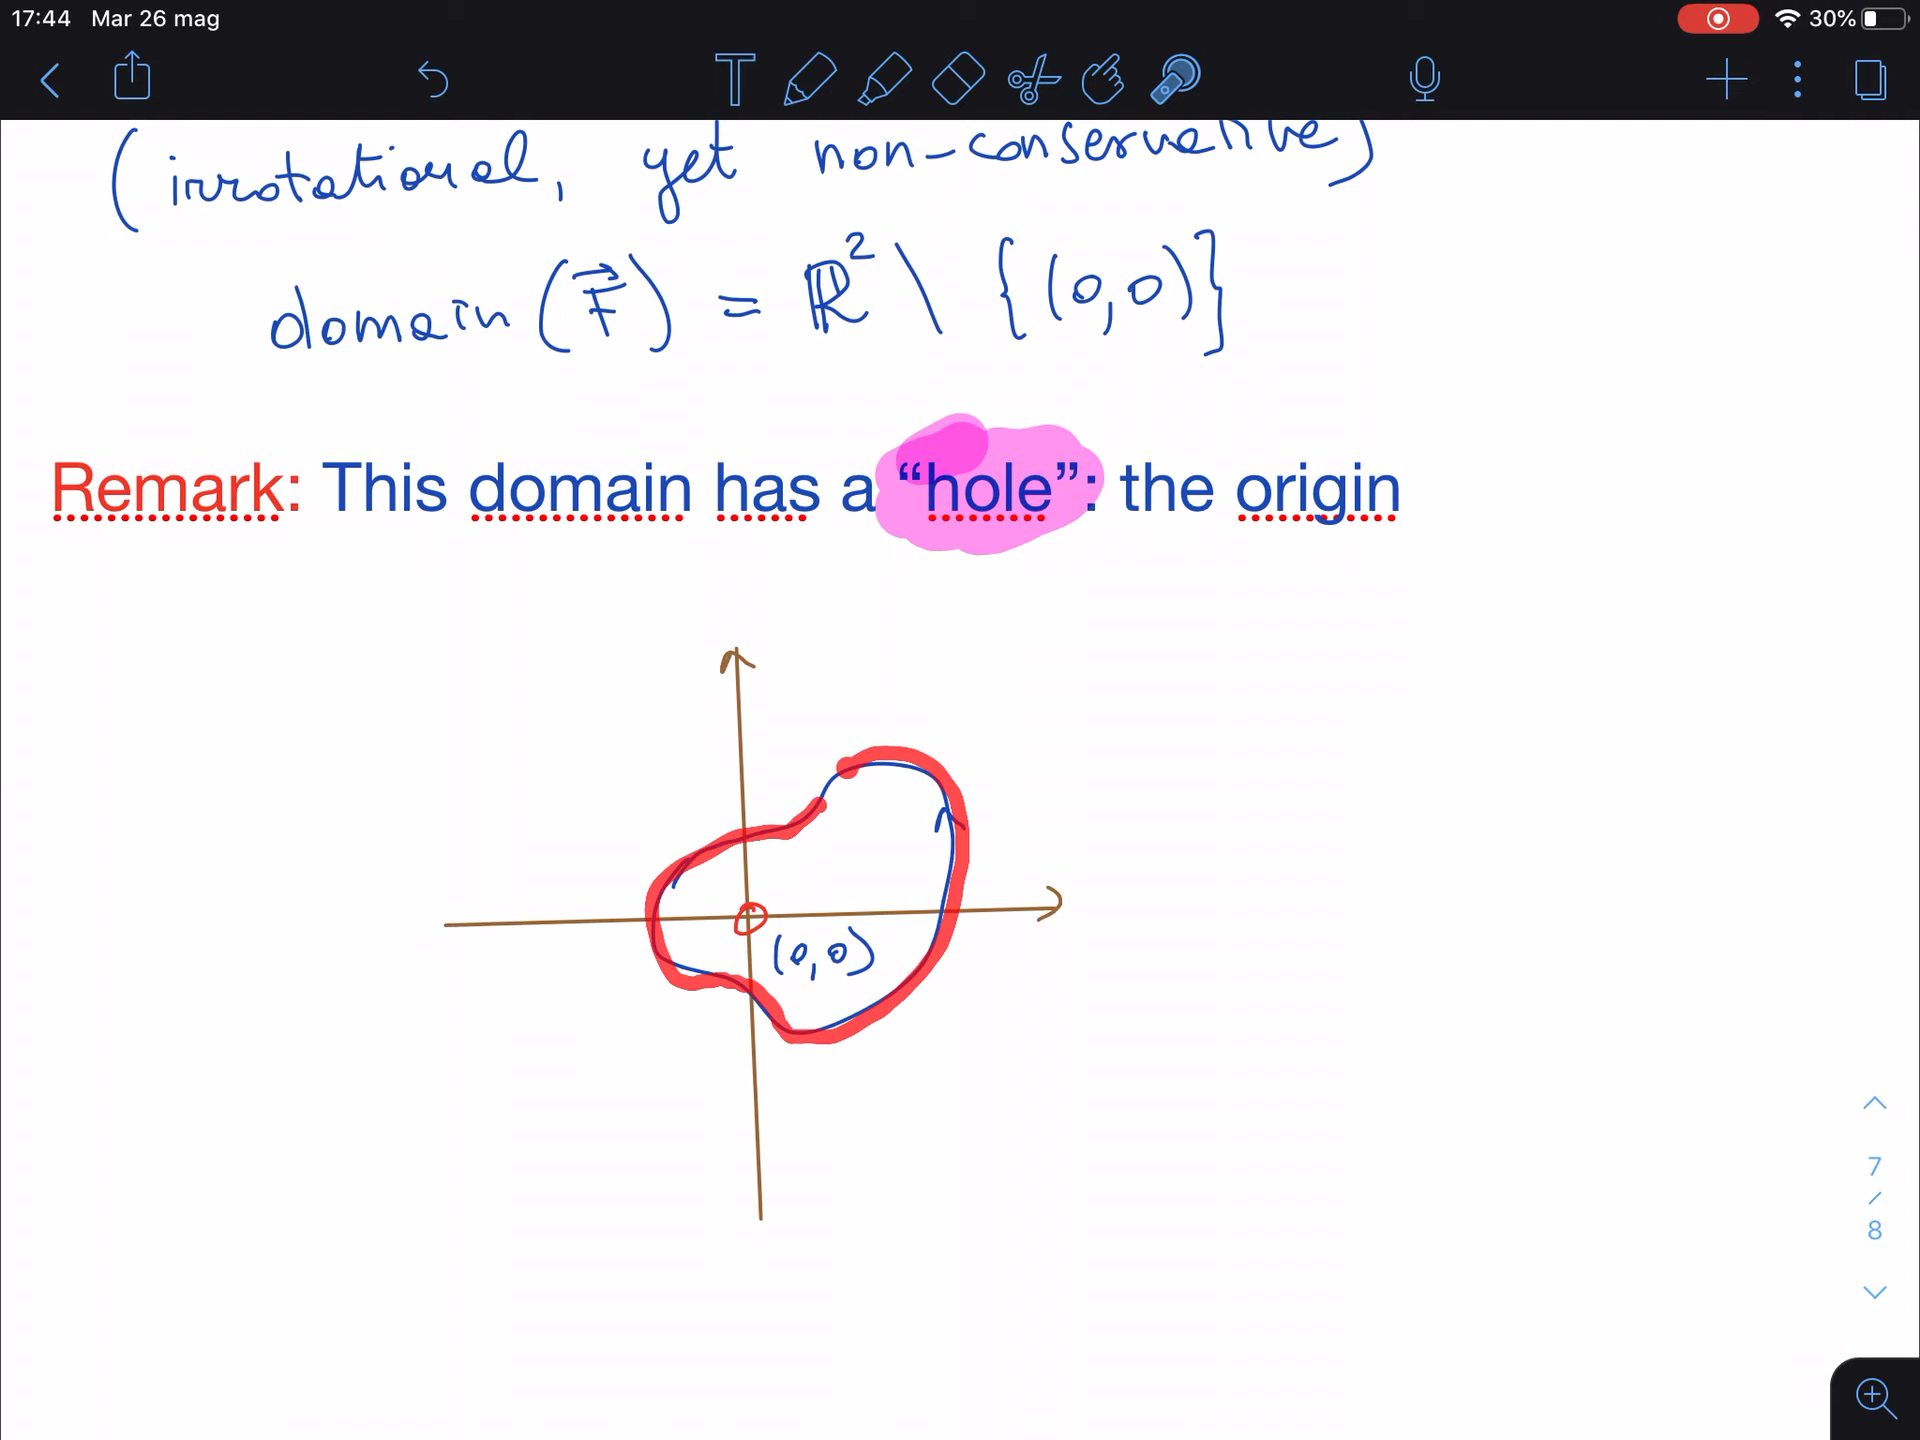 17:44 Mar 26 mag 30%
T
(irrotational, yet non-conservative)
domain(F⃗) = ℝ² \ {(0,0)}
Remark: This domain has a “hole”: the origin
(0,0)
7
/
8